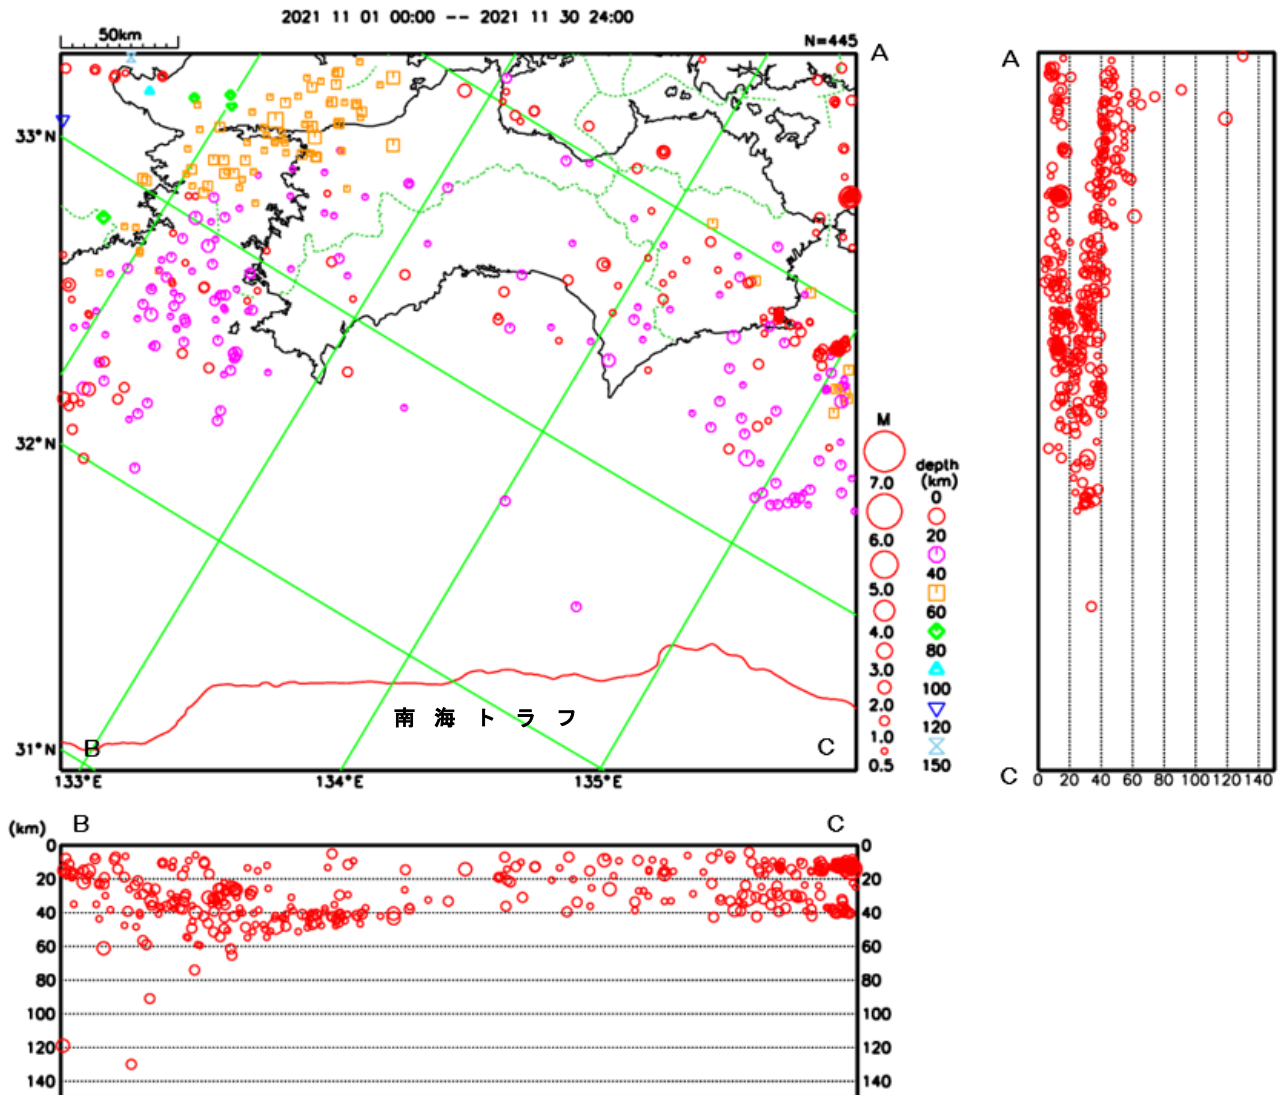 2021 11 01 00:00 -- 2021 11 30 24:00
50km
N=445
A
33°N
32°N
31°N
B
C
133°E
134°E
135°E
南海トラフ
M
7.0
6.0
5.0
4.0
3.0
2.0
1.0
0.5
depth
(km)
0
20
40
60
80
100
120
150
A
C
0 20 40 60 80 100 120 140
(km)
B
C
0
20
40
60
80
100
120
140
0
20
40
60
80
100
120
140